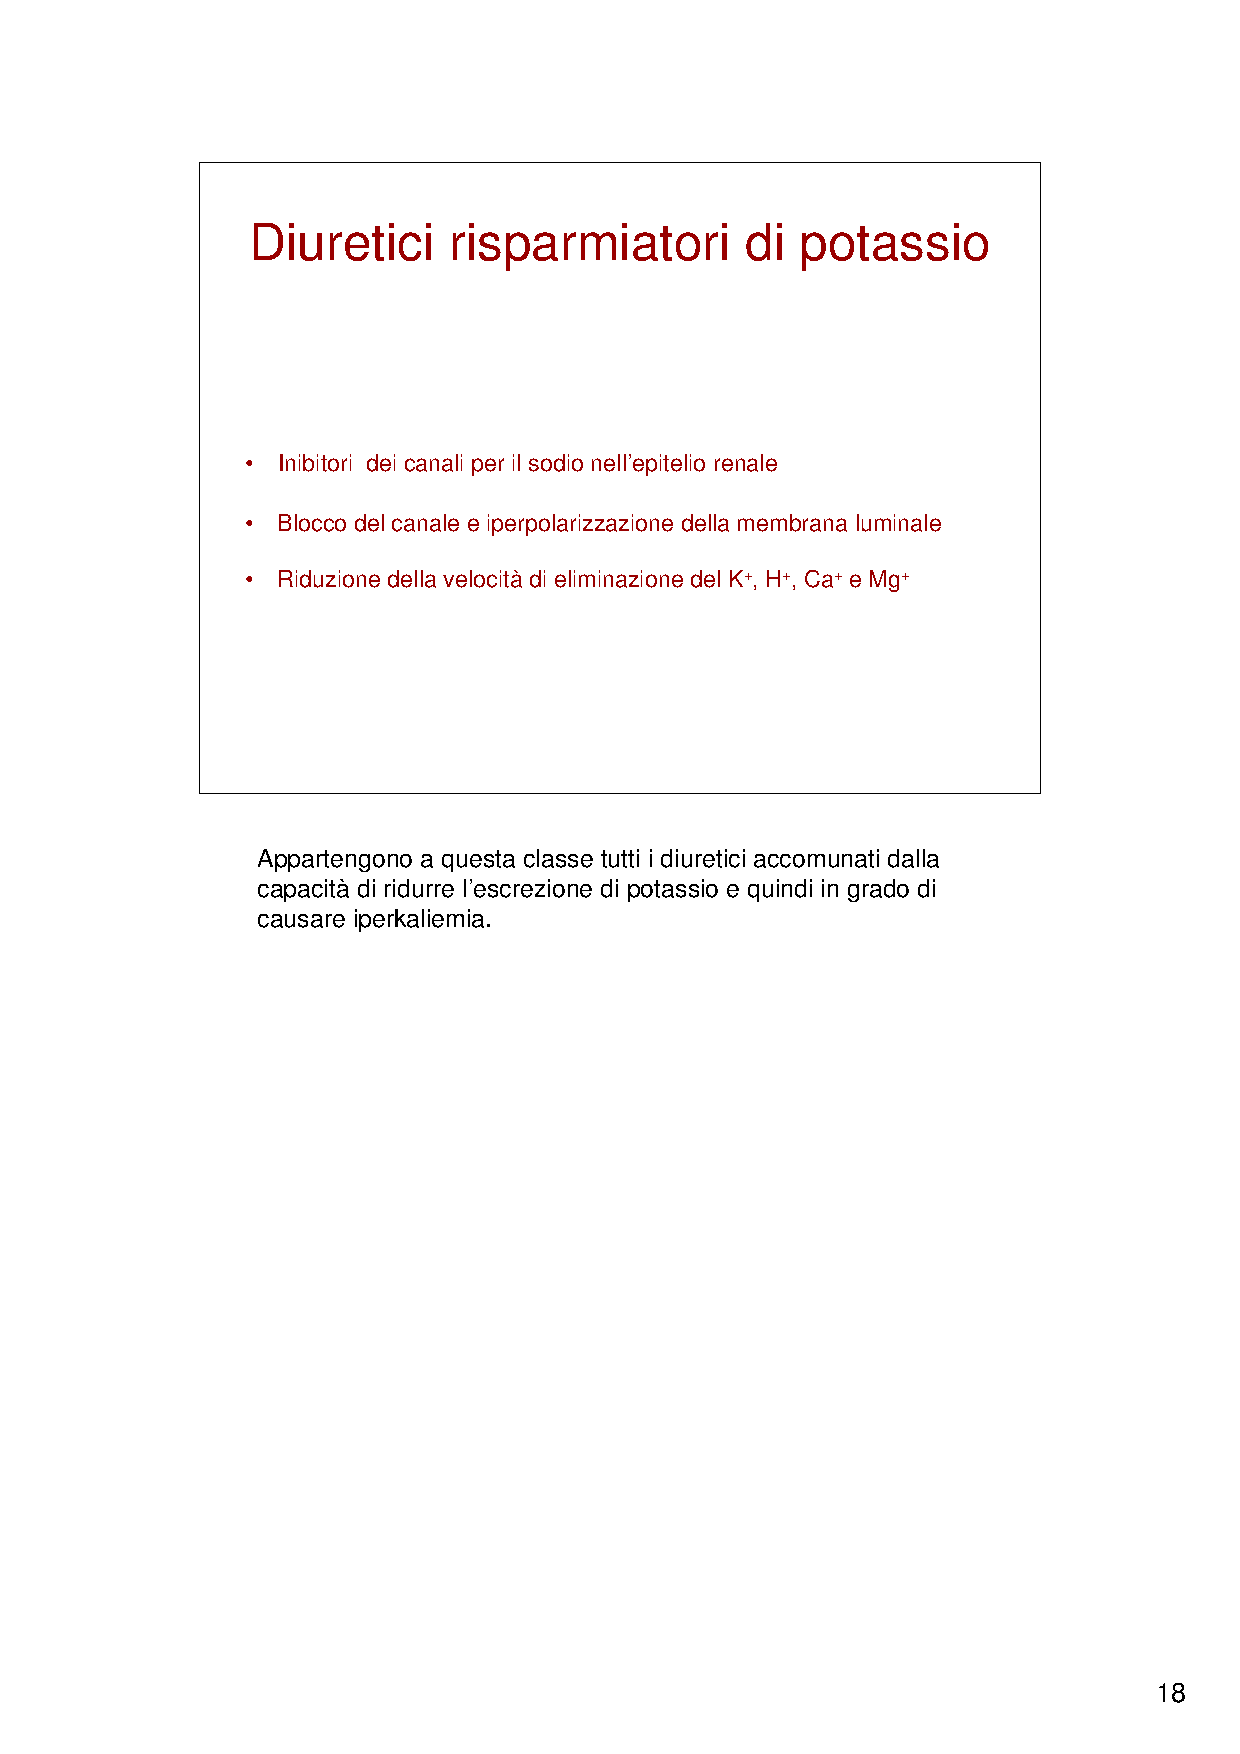 Diuretici risparmiatori di potassio
• Inibitori dei canali per il sodio nell’epitelio renale
• Blocco del canale e iperpolarizzazione della membrana luminale
• Riduzione della velocità di eliminazione del K⁺, H⁺, Ca⁺ e Mg⁺
Appartengono a questa classe tutti i diuretici accomunati dalla
capacità di ridurre l’escrezione di potassio e quindi in grado di
causare iperkaliemia.
18